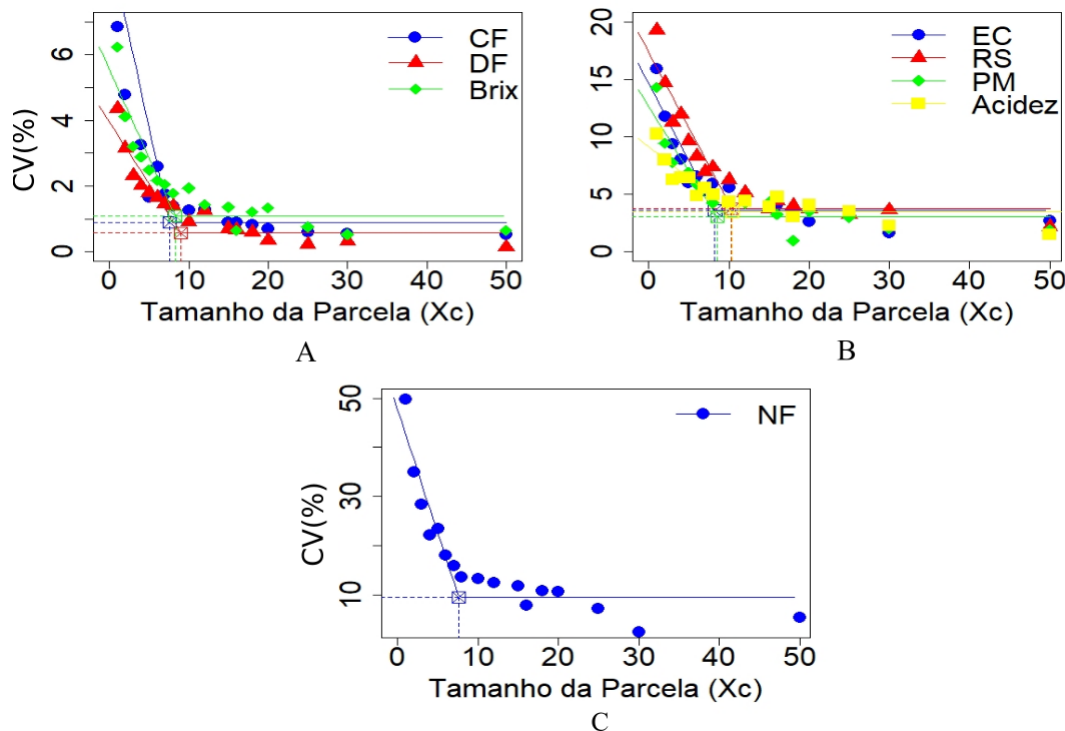 CV(%)
6
4
2
0
CF
DF
Brix
0 10 20 30 40 50
Tamanho da Parcela (Xc)
A
20
15
10
5
0
EC
RS
PM
Acidez
0 10 20 30 40 50
Tamanho da Parcela (Xc)
B
CV(%)
50
30
10
NF
0 10 20 30 40 50
Tamanho da Parcela (Xc)
C